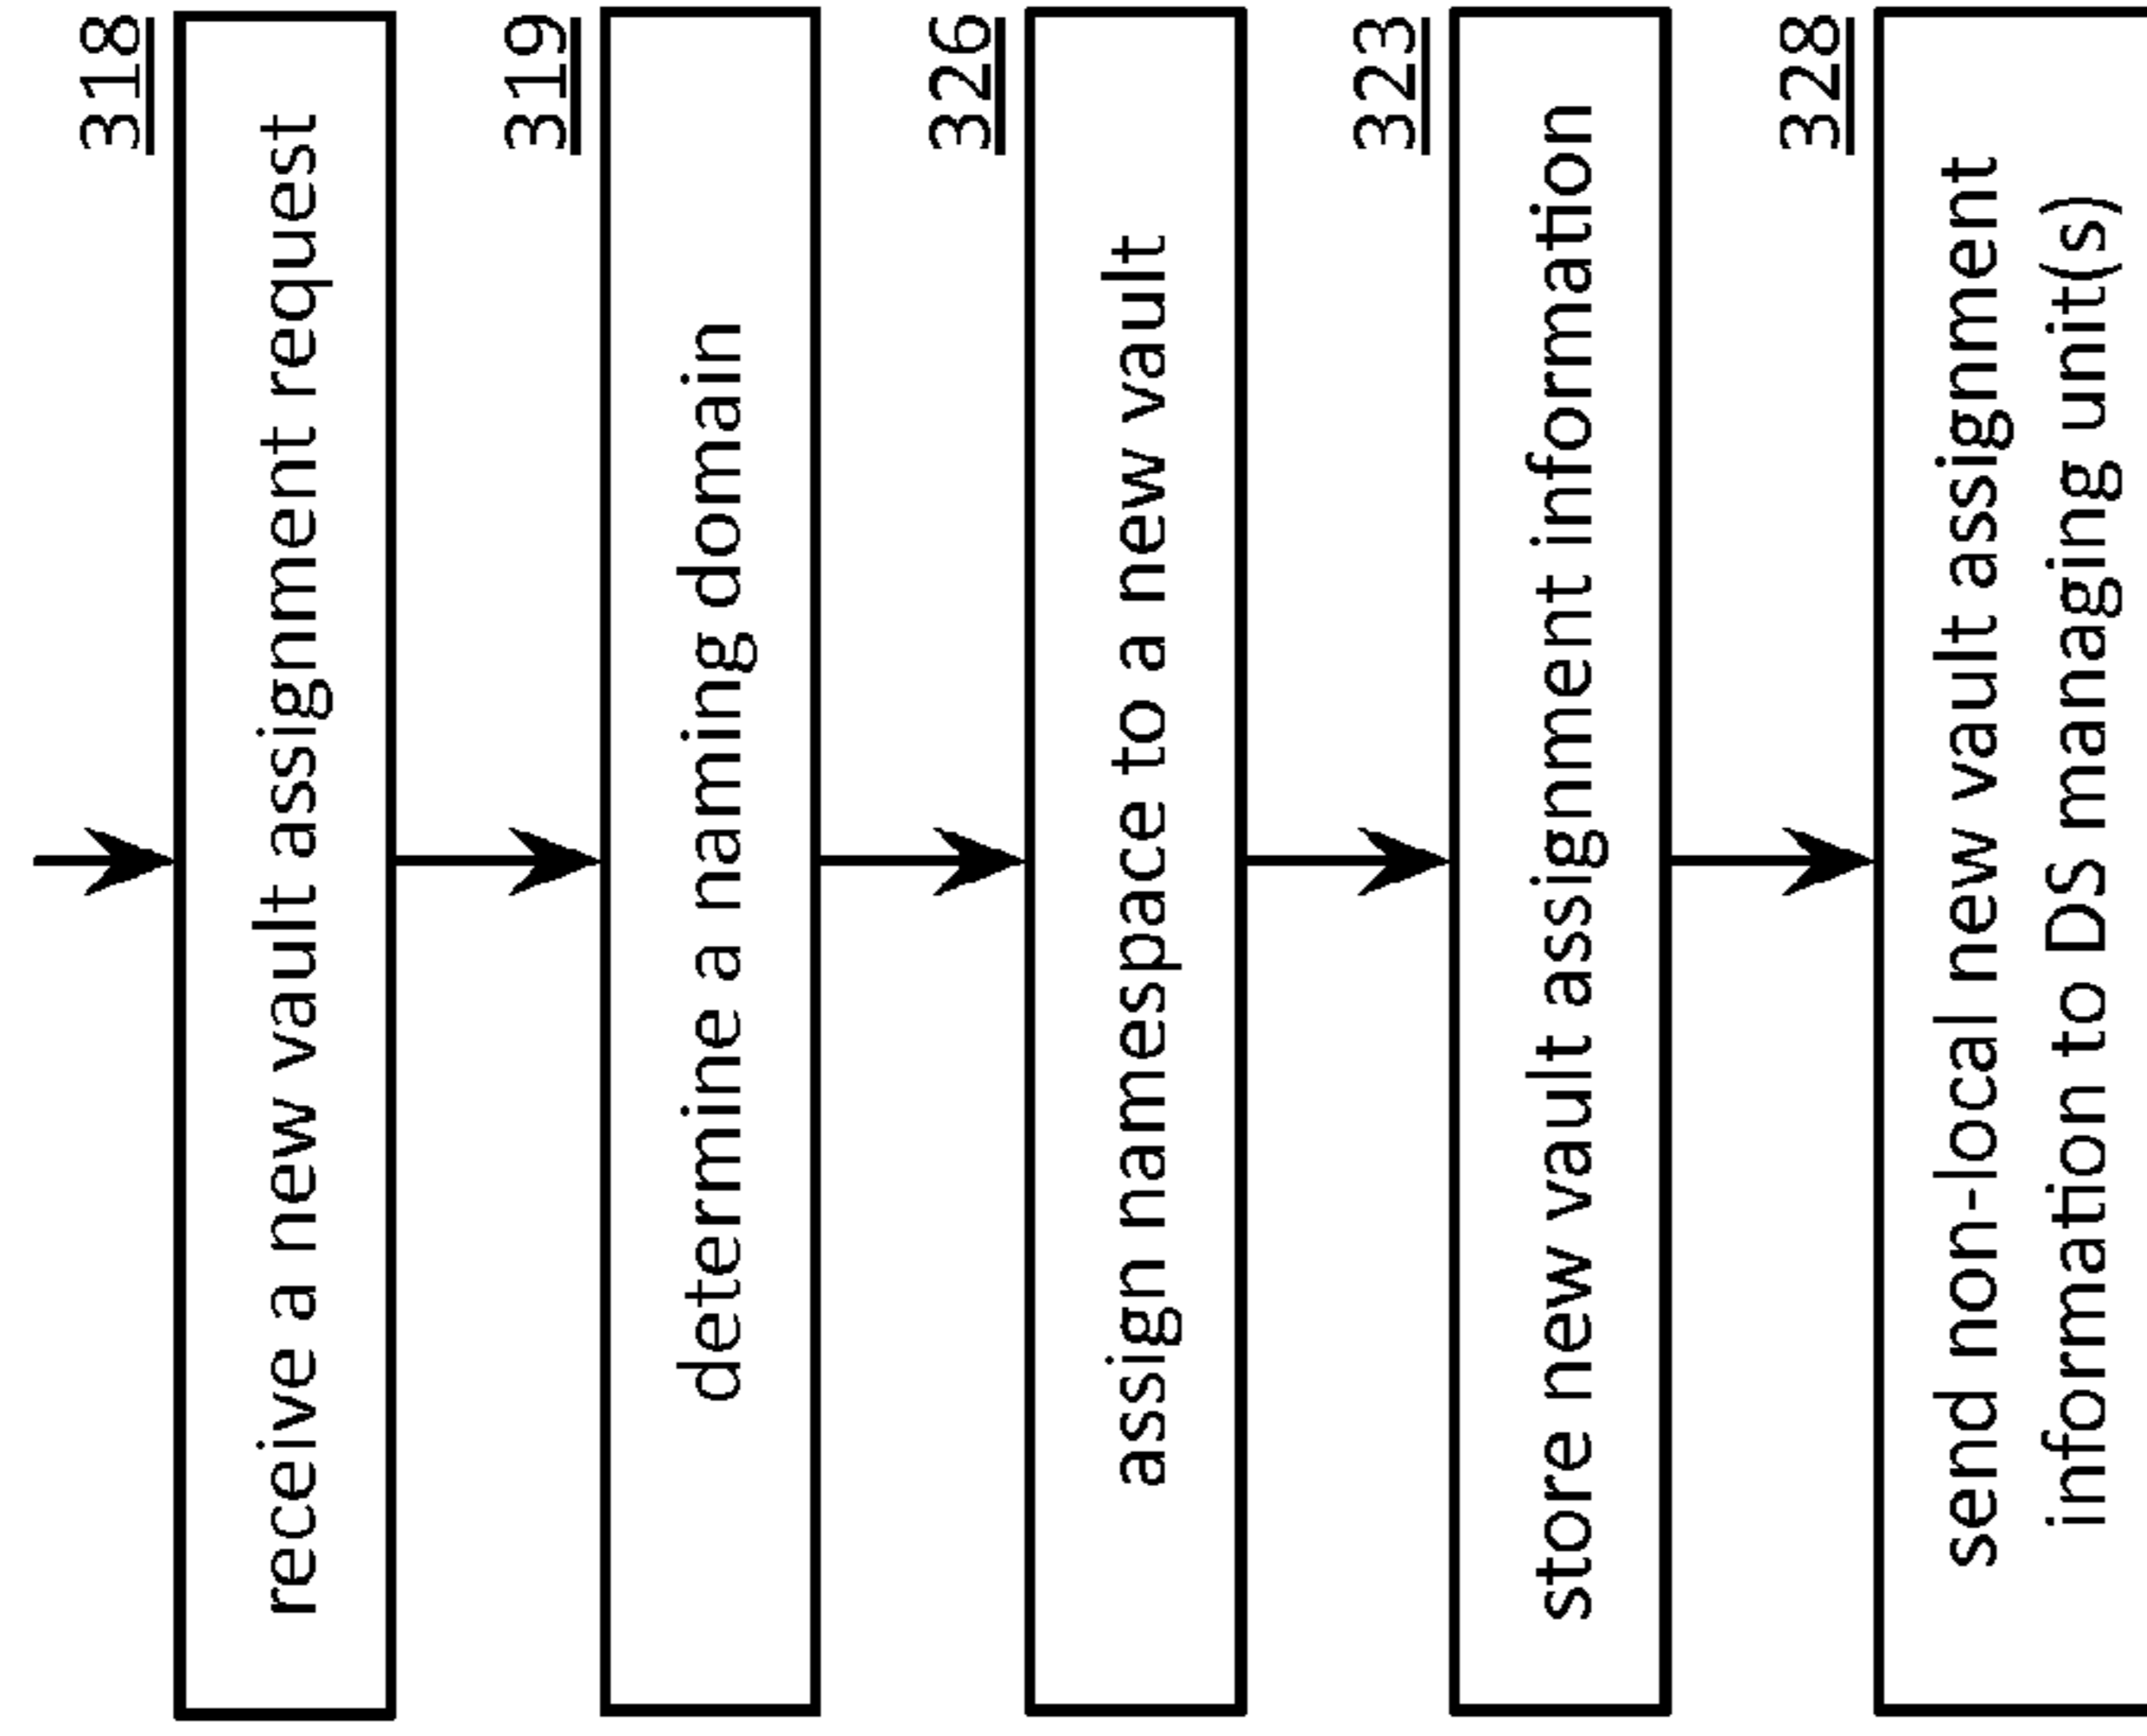 318
receive a new vault assignment request
319
determine a naming domain
326
assign namespace to a new vault
323
store new vault assignment information
328
send non-local new vault assignment
information to DS managing unit(s)